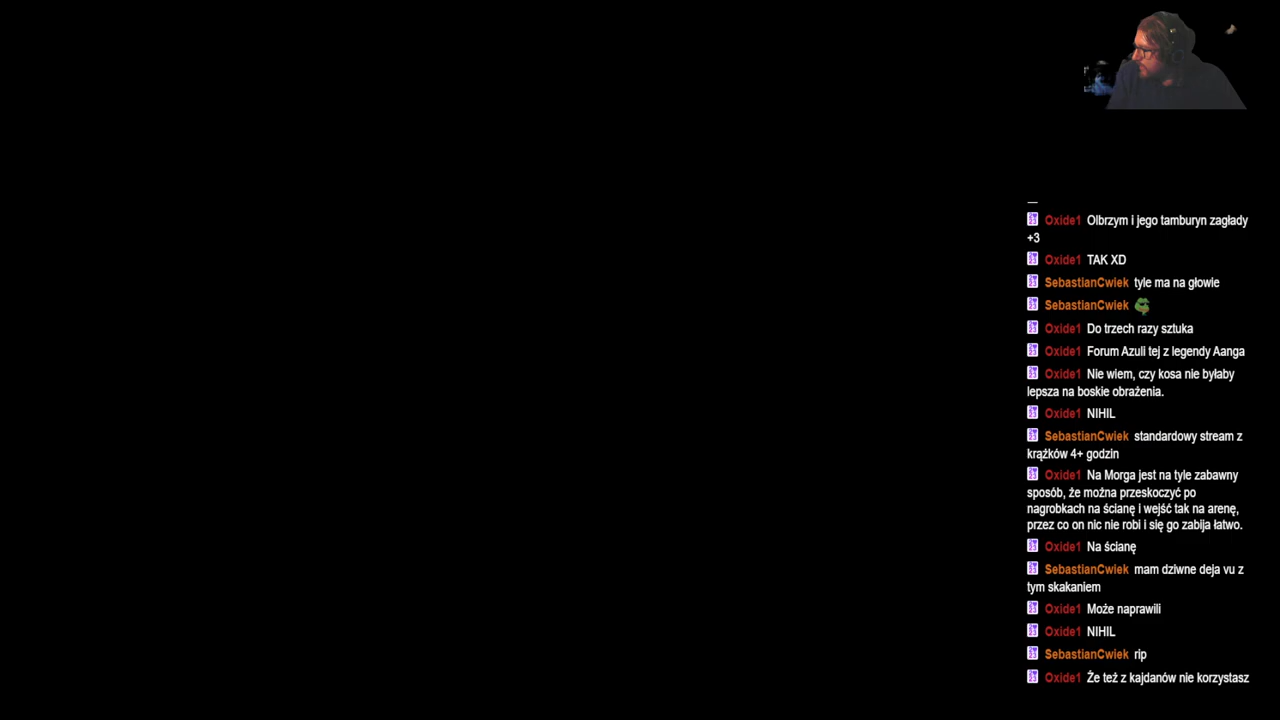 Oxide1 Olbrzym i jego tamburyn zagłady
+3
Oxide1 TAK XD
SebastianCwiek tyle ma na głowie
SebastianCwiek
Oxide1 Do trzech razy sztuka
Oxide1 Forum Azuli tej z legendy Aanga
Oxide1 Nie wiem, czy kosa nie byłaby
lepsza na boskie obrażenia.
Oxide1 NIHIL
SebastianCwiek standardowy stream z
krążków 4+ godzin
Oxide1 Na Morga jest na tyle zabawny
sposób, że można przeskoczyć po
nagrobkach na ścianę i wejść tak na arenę,
przez co on nic nie robi i się go zabija łatwo.
Oxide1 Na ścianę
SebastianCwiek mam dziwne deja vu z
tym skakaniem
Oxide1 Może naprawili
Oxide1 NIHIL
SebastianCwiek rip
Oxide1 Że też z kajdanów nie korzystasz